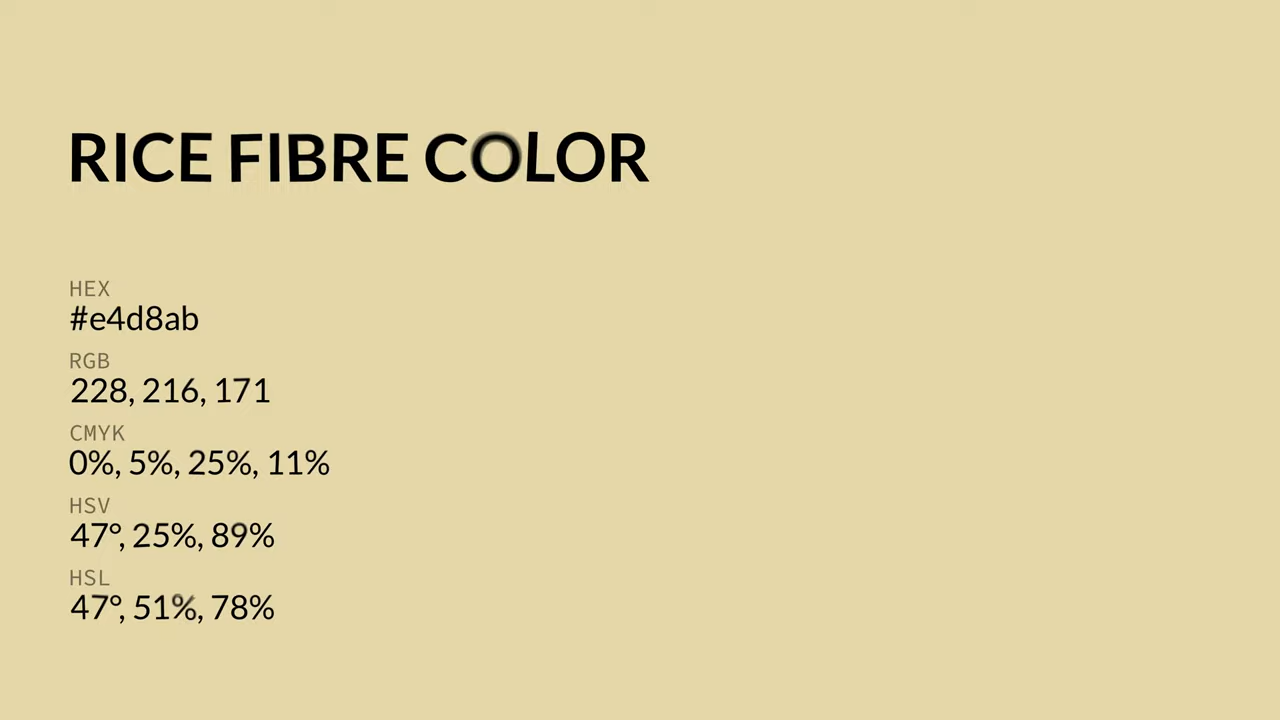 RICE FIBRE COLOR
HEX
#e4d8ab
RGB
228, 216, 171
CMYK
0%, 5%, 25%, 11%
HSV
47°, 25%, 89%
HSL
47°, 51%, 78%